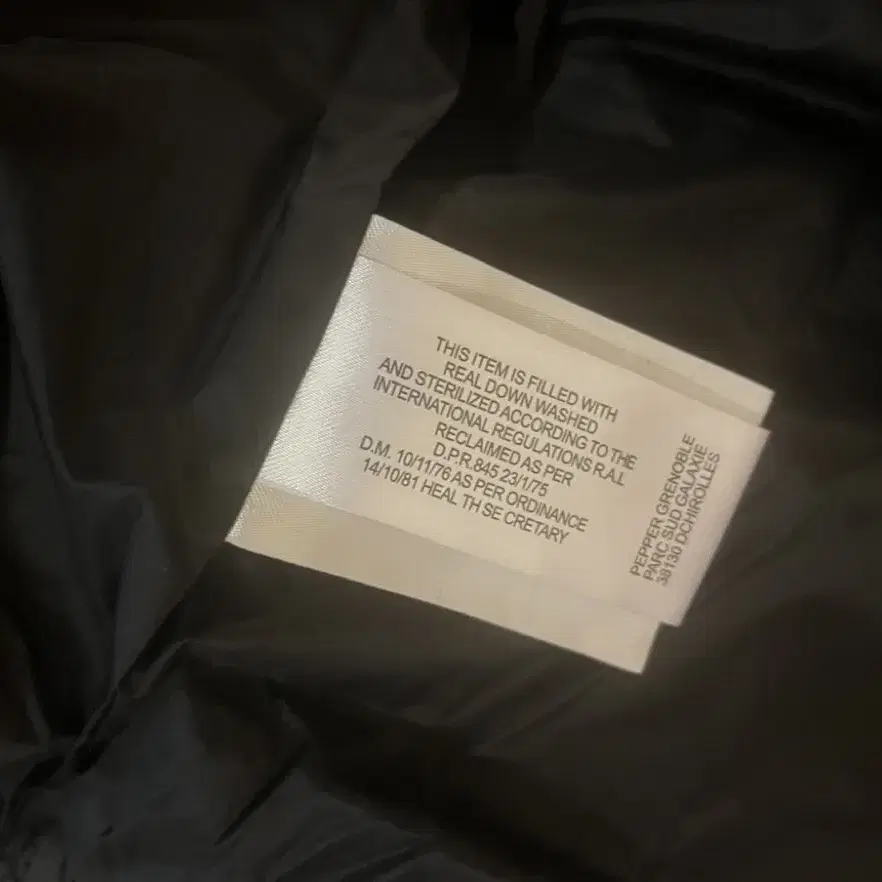 THIS ITEM IS FILLED WITH
REAL DOWN WASHED
AND STERILIZED ACCORDING TO THE
INTERNATIONAL REGULATIONS R.A.L
RECLAIMED AS PER
D.P.R.845 23/1/75
D.M. 10/11/76 AS PER ORDINANCE
14/10/81 HEAL TH SE CRETARY
PEPPER GRENOBLE
PARC SUD GALAXIE
38130 DCHIROLLES